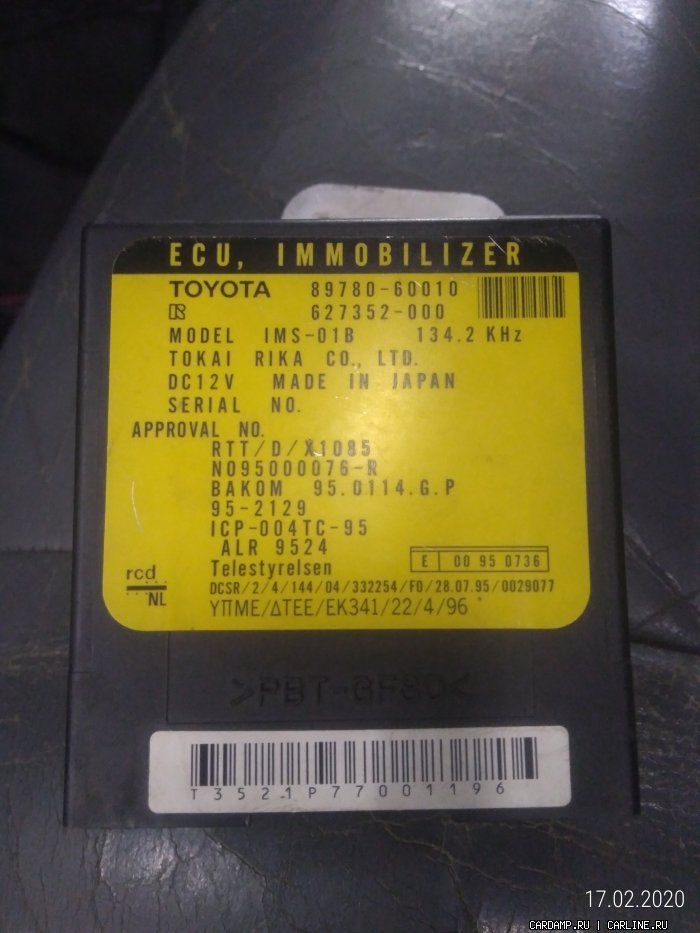 ECU, IMMOBILIZER
TOYOTA 89780-60010
627352-000
MODEL IMS-01B 134.2 KHz
TOKAI RIKA CO., LTD.
DC12V MADE IN JAPAN
SERIAL NO.
APPROVAL NO.
RTT/D/X1085
NO95000076-R
BAKOM 95.0114.G.P
95-2129
ICP-004TC-95
ALR 9524
Telestyrelsen
E 00 95 0736
rcd
NL
DCSR/2/4/144/04/332254/FO/28.07.95/0029077
ΥΠΜΕ/ΔΤΕΕ/ΕΚ341/22/4/96
>PBT-GF30<
T3521P77001196
17.02.2020
CARDAMP.RU | CARLINE.RU